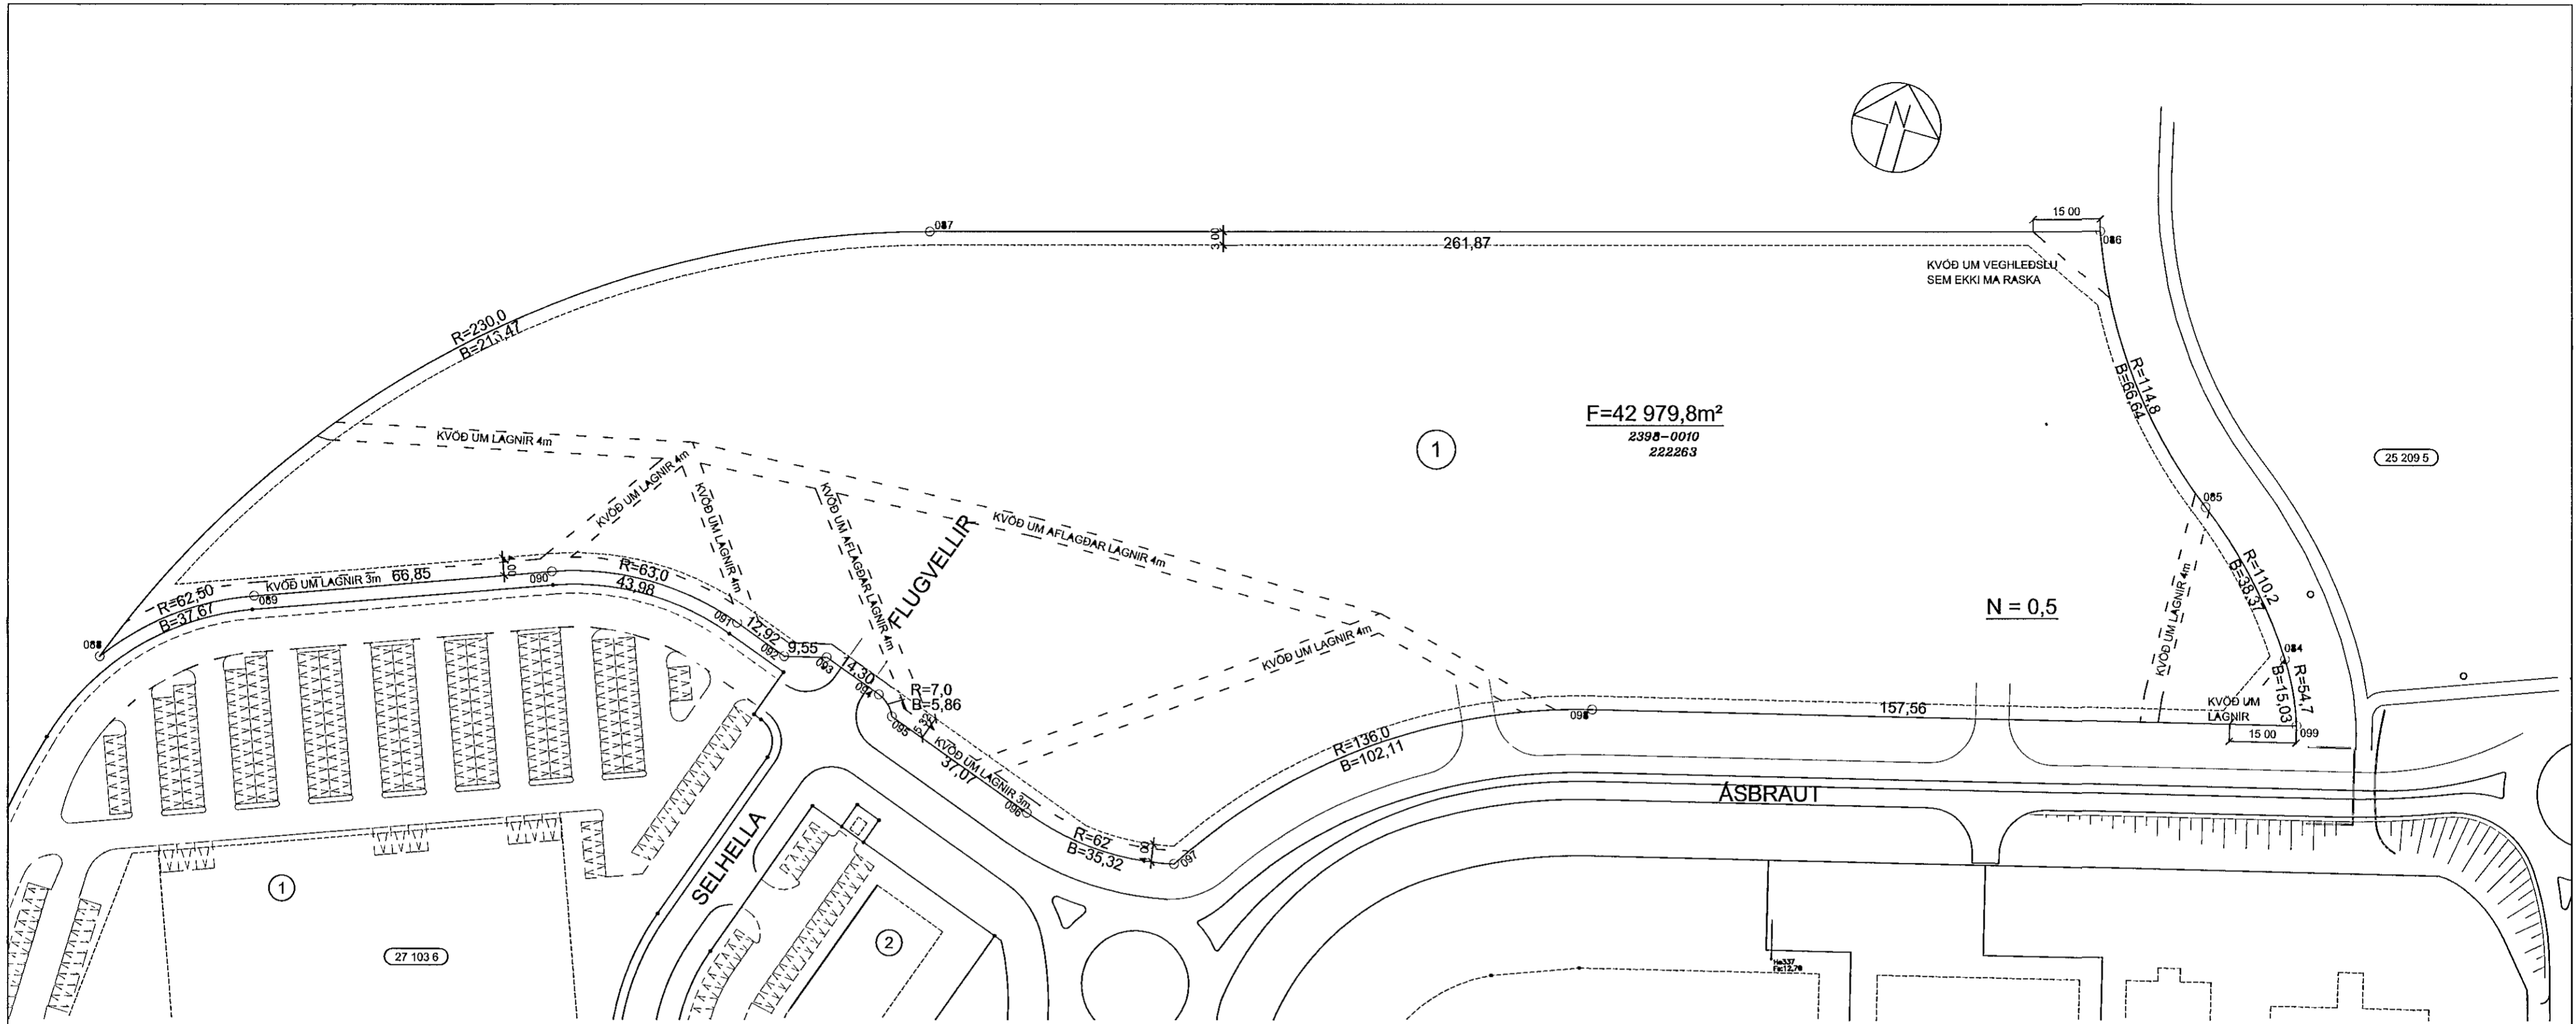 N
087
3.00
261,87
15 00
086
KVÖÐ UM VEGHLEÐSLU
SEM EKKI MA RASKA
R=230,0
R=114,8
B=66,64
F=42 979,8m²
2398-0010
222263
1
25 209 5
KVÖÐ UM LAGNIR 4m
KVÖÐ UM LAGNIR 4m
KVÖÐ UM LAGNIR 4m
KVÖÐ UM AFLAGÐAR LAGNIR 4m
KVÖÐ UM AFLAGÐAR LAGNIR 4m
FLUGVELLIR
085
R=110,2
B=38,37
KVÖÐ UM LAGNIR 4m
N = 0,5
KVÖÐ UM LAGNIR 4m
084
R=54,7
B=15,03
KVÖÐ UM
LAGNIR
15 00
099
088
R=62,50
B=37,67
089
KVÖÐ UM LAGNIR 3m
66,85
090
R=63,0
43,98
091
12,92
092
9,55
093
14,30
094
R=7,0
B=5,86
095
KVÖÐ UM LAGNIR 3m
37,07
096
R=62
B=35,32
097
R=136,0
B=102,11
098
157,56
ÁSBRAUT
SELHELLA
1
27 103 6
2